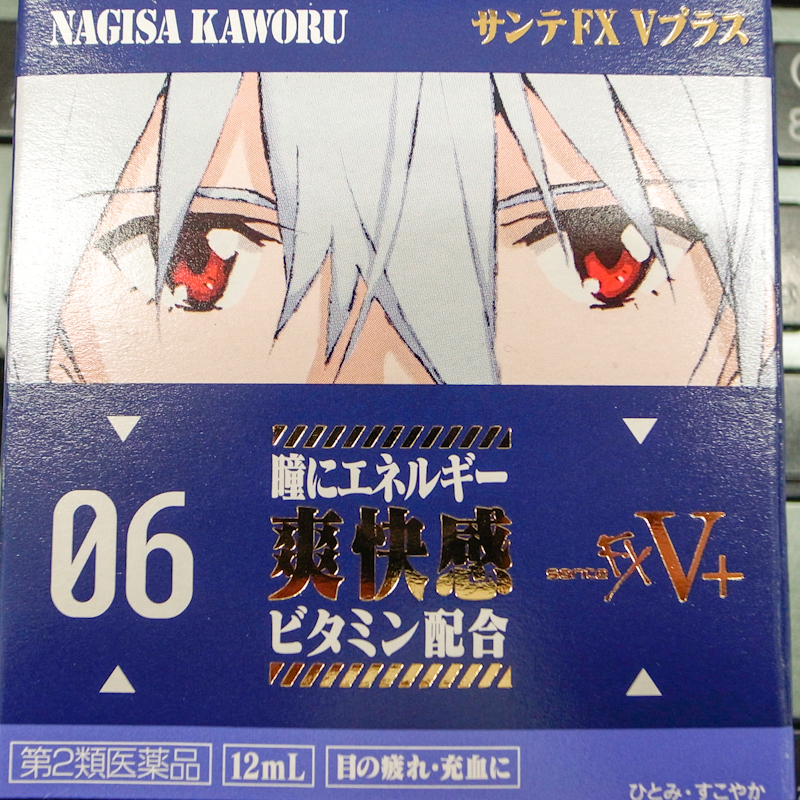 NAGISA KAWORU
サンテFX Vプラス
06
瞳にエネルギー
爽快感
ビタミン配合
sante FX V+
第2類医薬品
12mL
目の疲れ・充血に
ひとみ・すこやか